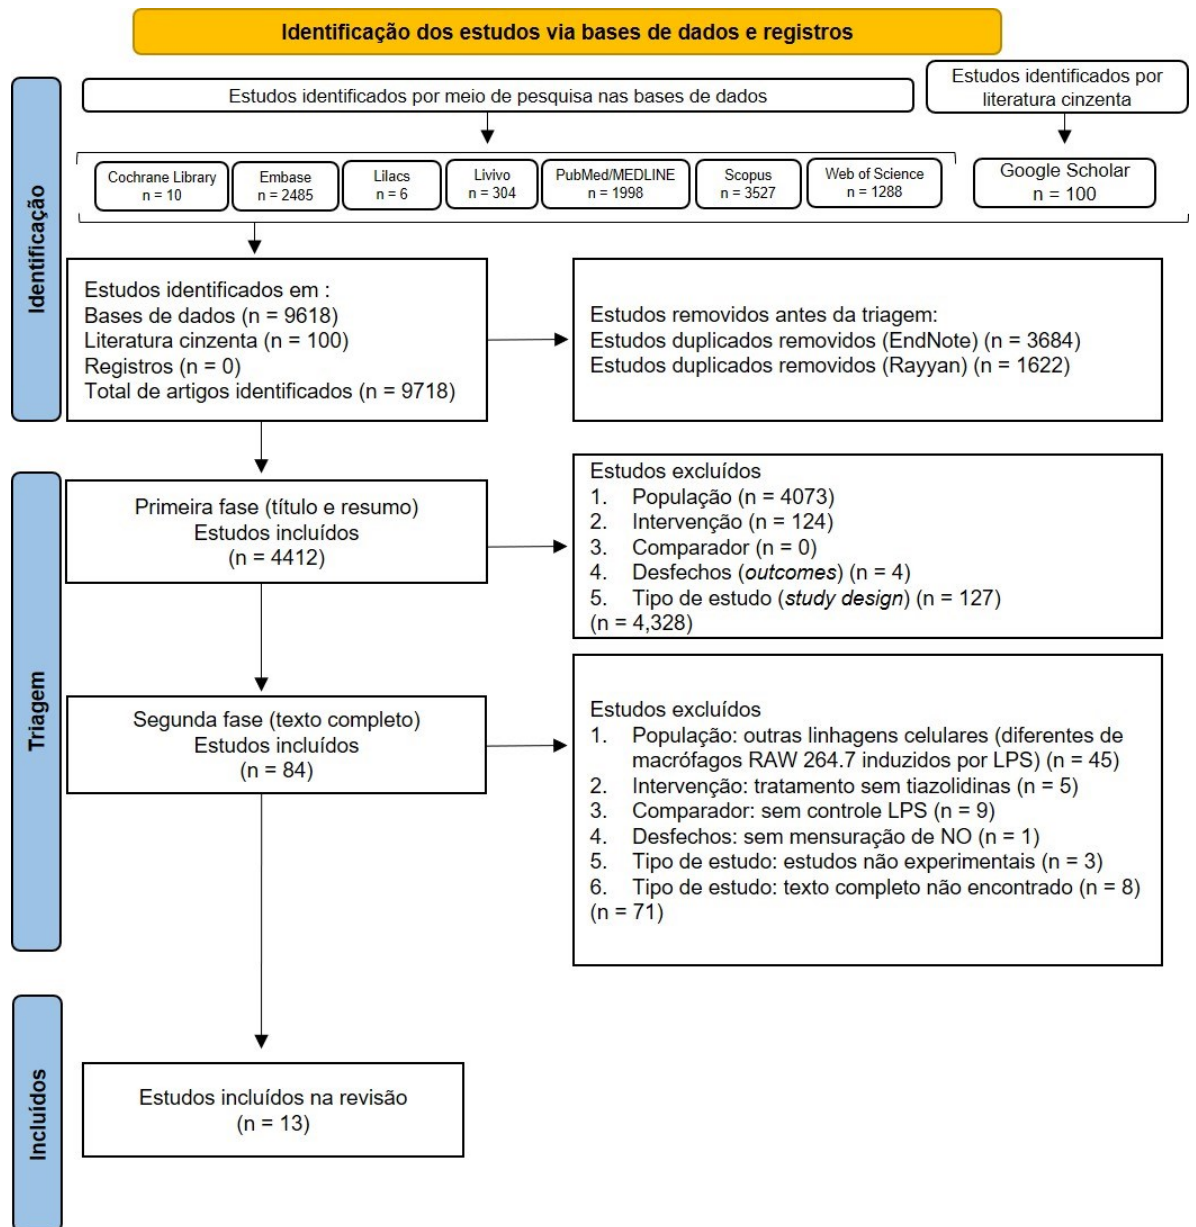 Identificação dos estudos via bases de dados e registros
Identificação
Estudos identificados por meio de pesquisa nas bases de dados
Estudos identificados por
literatura cinzenta
Cochrane Library
n = 10
Embase
n = 2485
Lilacs
n = 6
Livivo
n = 304
PubMed/MEDLINE
n = 1998
Scopus
n = 3527
Web of Science
n = 1288
Google Scholar
n = 100
Estudos identificados em :
Bases de dados (n = 9618)
Literatura cinzenta (n = 100)
Registros (n = 0)
Total de artigos identificados (n = 9718)
Estudos removidos antes da triagem:
Estudos duplicados removidos (EndNote) (n = 3684)
Estudos duplicados removidos (Rayyan) (n = 1622)
Triagem
Primeira fase (título e resumo)
Estudos incluídos
(n = 4412)
Estudos excluídos
1. População (n = 4073)
2. Intervenção (n = 124)
3. Comparador (n = 0)
4. Desfechos (outcomes) (n = 4)
5. Tipo de estudo (study design) (n = 127)
(n = 4,328)
Segunda fase (texto completo)
Estudos incluídos
(n = 84)
Estudos excluídos
1. População: outras linhagens celulares (diferentes de
macrófagos RAW 264.7 induzidos por LPS) (n = 45)
2. Intervenção: tratamento sem tiazolidinas (n = 5)
3. Comparador: sem controle LPS (n = 9)
4. Desfechos: sem mensuração de NO (n = 1)
5. Tipo de estudo: estudos não experimentais (n = 3)
6. Tipo de estudo: texto completo não encontrado (n = 8)
(n = 71)
Incluídos
Estudos incluídos na revisão
(n = 13)